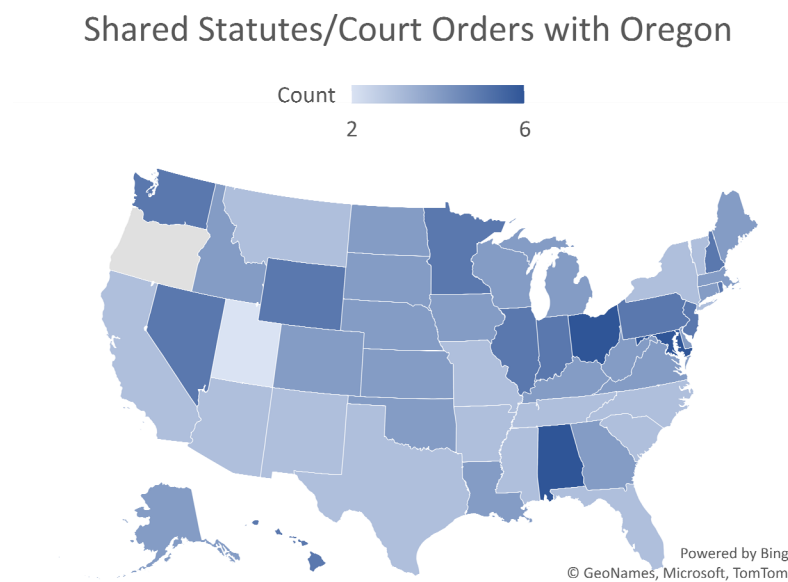 Shared Statutes/Court Orders with Oregon
Count
2 6
Powered by Bing
© GeoNames, Microsoft, TomTom